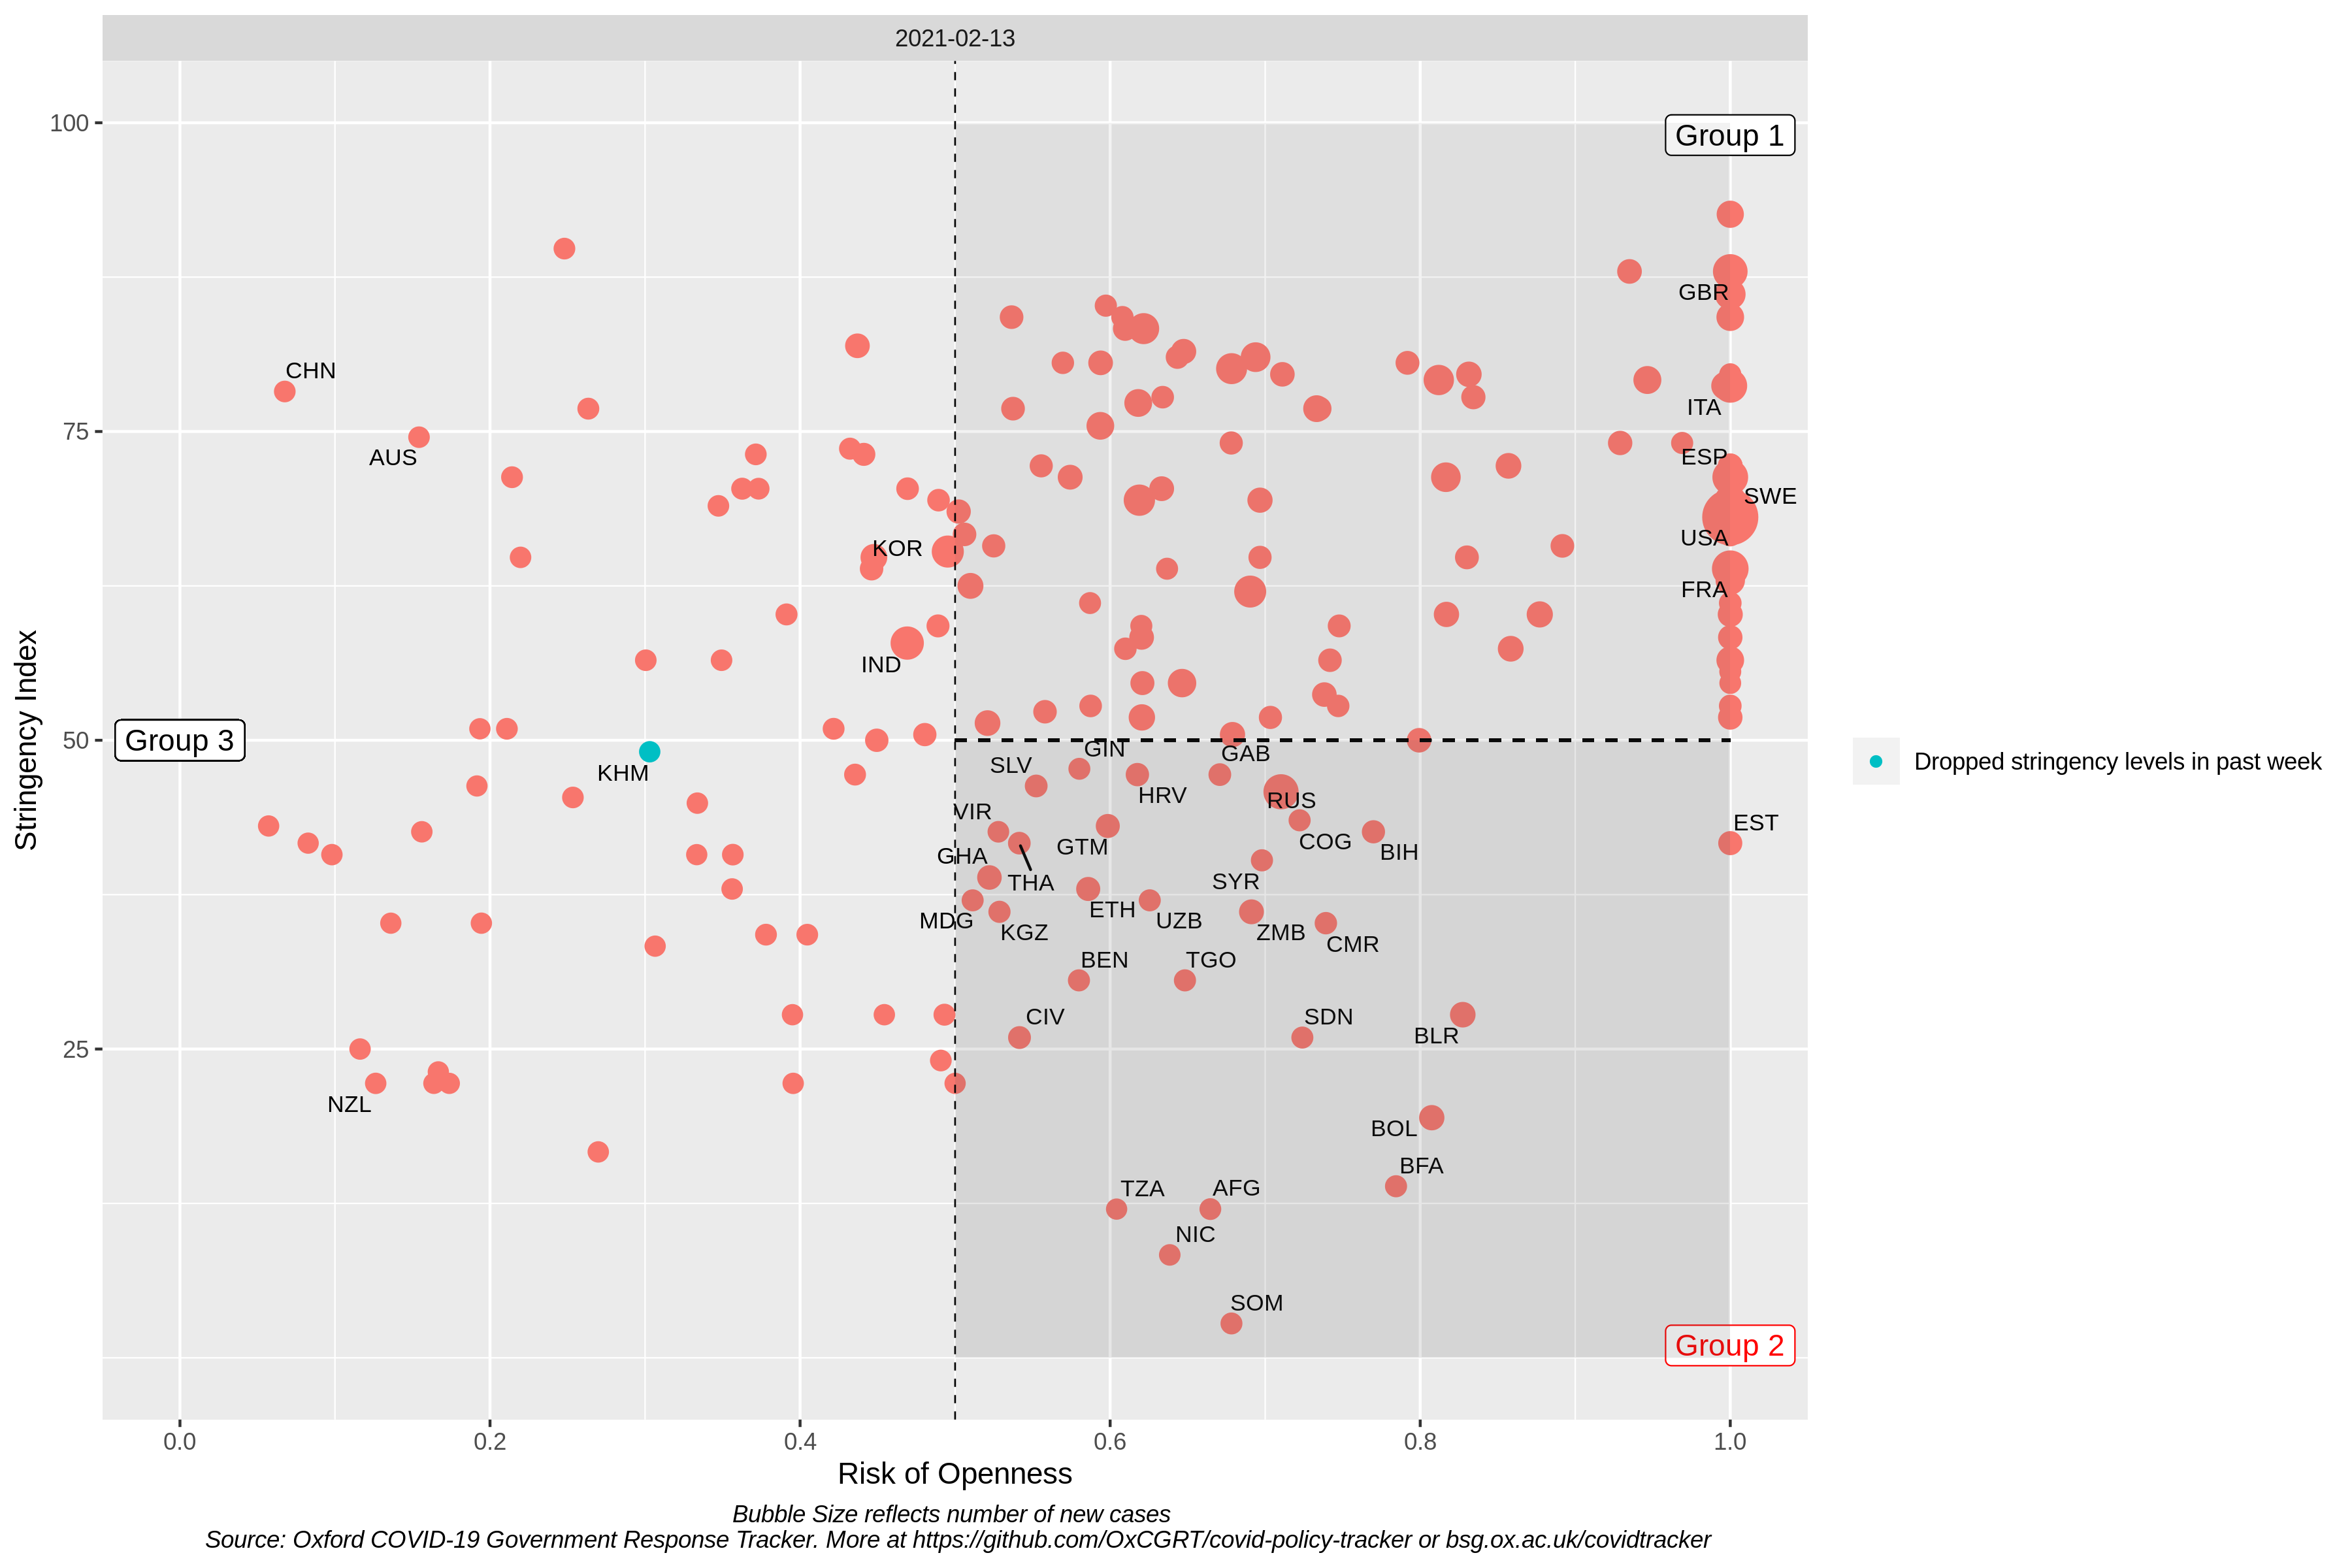 2021-02-13
100
Group 1
GBR
CHN
ITA
75
AUS
ESP
SWE
USA
KOR
FRA
IND
Stringency Index
Group 3
50
GIN
GAB
SLV
KHM
HRV
RUS
VIR
EST
COG
GTM
BIH
GHA
THA
SYR
ETH
MDG
UZB
KGZ
ZMB
CMR
BEN
TGO
CIV
SDN
BLR
25
NZL
BOL
BFA
TZA
AFG
NIC
SOM
Group 2
Dropped stringency levels in past week
0.0 0.2 0.4 0.6 0.8 1.0
Risk of Openness
Bubble Size reflects number of new cases
Source: Oxford COVID-19 Government Response Tracker. More at https://github.com/OxCGRT/covid-policy-tracker or bsg.ox.ac.uk/covidtracker